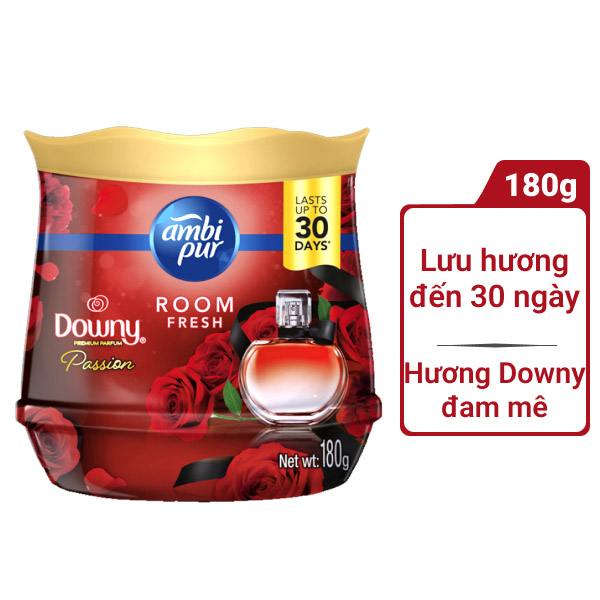 LASTS
UP TO
30
DAYS*
ambi
pur
ROOM
FRESH
Downy®
PREMIUM PARFUM
Passion
Net wt: 180g
180g
Lưu hương
đến 30 ngày
Hương Downy
đam mê